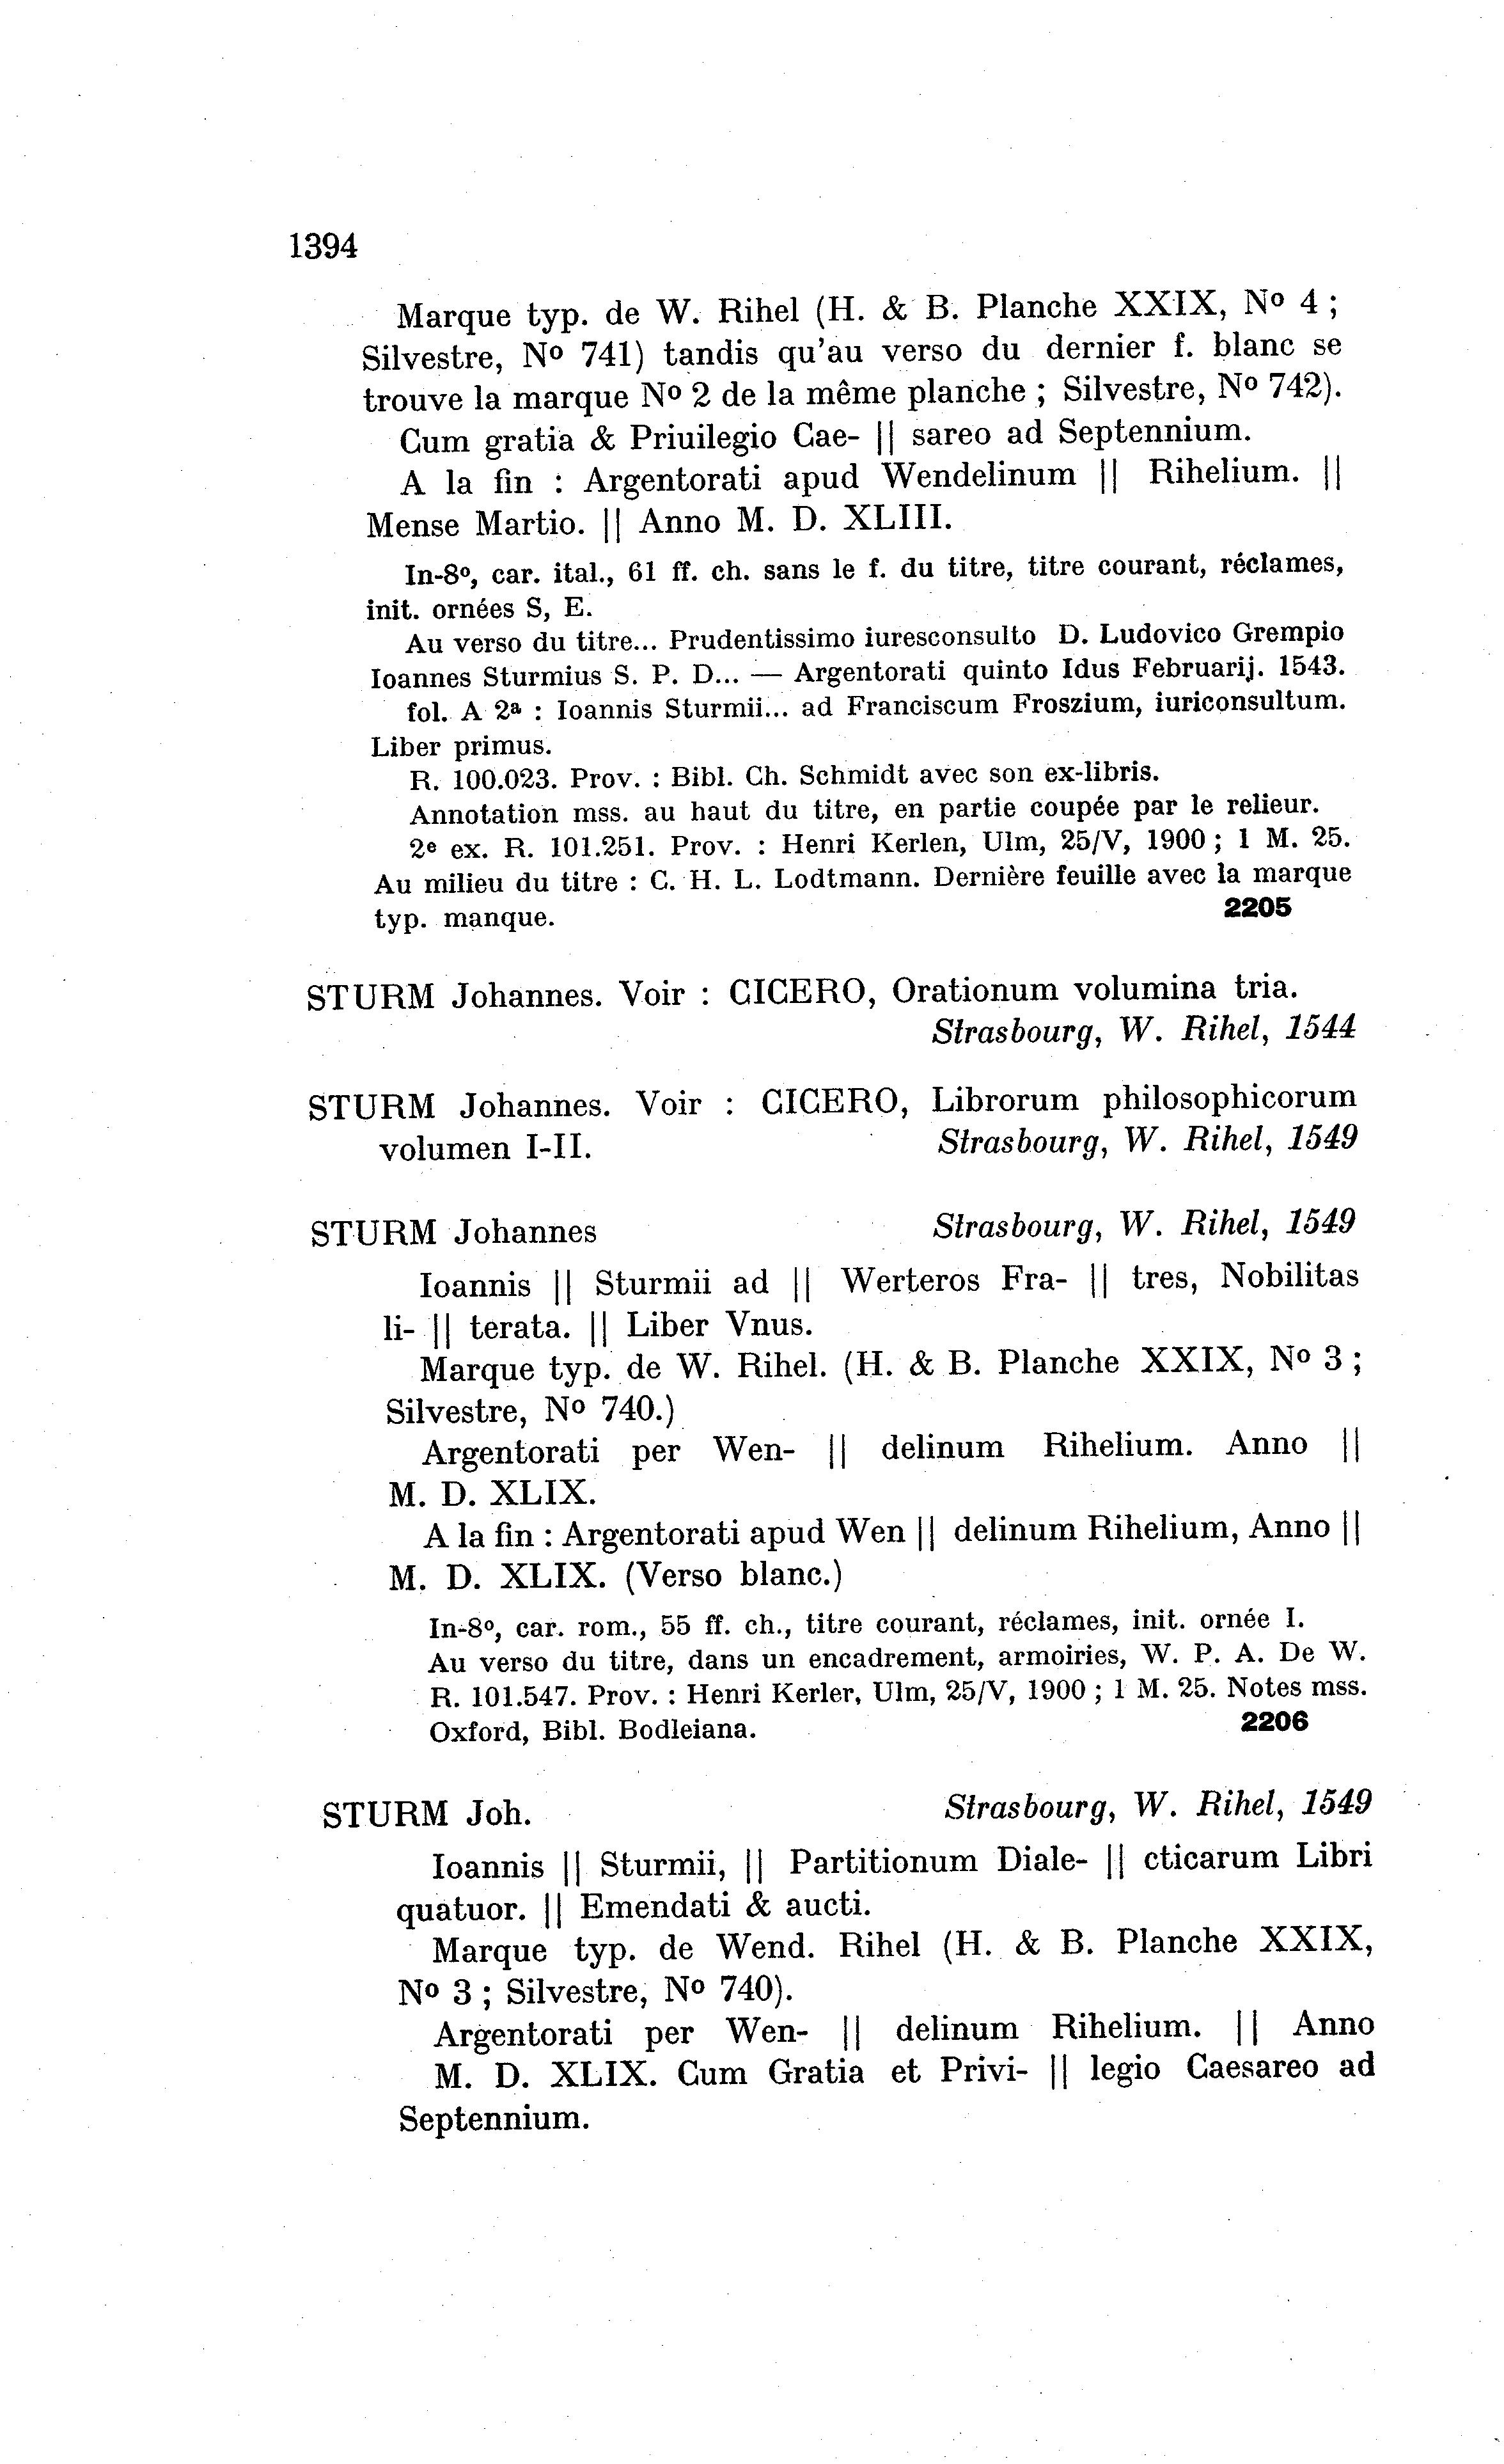 1394
Marque typ. de W. Rihel (H. & B. Planche XXIX, Nº 4 ;
Silvestre, Nº 741) tandis qu'au verso du dernier f. blanc se
trouve la marque Nº 2 de la même planche ; Silvestre, Nº 742).
Cum gratia & Priuilegio Cae- || sareo ad Septennium.
A la fin : Argentorati apud Wendelinum || Rihelium. ||
Mense Martio. || Anno M. D. XLIII.
In-8º, car. ital., 61 ff. ch. sans le f. du titre, titre courant, réclames,
init. ornées S, E.
Au verso du titre... Prudentissimo iuresconsulto D. Ludovico Grempio
Ioannes Sturmius S. P. D... — Argentorati quinto Idus Februarij. 1543.
fol. A 2ª : Ioannis Sturmii... ad Franciscum Froszium, iuriconsultum.
Liber primus.
R. 100.023. Prov. : Bibl. Ch. Schmidt avec son ex-libris.
Annotation mss. au haut du titre, en partie coupée par le relieur.
2e ex. R. 101.251. Prov. : Henri Kerlen, Ulm, 25/V, 1900 ; 1 M. 25.
Au milieu du titre : C. H. L. Lodtmann. Dernière feuille avec la marque
typ. manque. 2205
STURM Johannes. Voir : CICERO, Orationum volumina tria.
Strasbourg, W. Rihel, 1544
STURM Johannes. Voir : CICERO, Librorum philosophicorum
volumen I-II. Strasbourg, W. Rihel, 1549
STURM Johannes Strasbourg, W. Rihel, 1549
Ioannis || Sturmii ad || Werteros Fra- || tres, Nobilitas
li- || terata. || Liber Vnus.
Marque typ. de W. Rihel. (H. & B. Planche XXIX, Nº 3 ;
Silvestre, Nº 740.)
Argentorati per Wen- || delinum Rihelium. Anno ||
M. D. XLIX.
A la fin : Argentorati apud Wen || delinum Rihelium, Anno ||
M. D. XLIX. (Verso blanc.)
In-8º, car. rom., 55 ff. ch., titre courant, réclames, init. ornée I.
Au verso du titre, dans un encadrement, armoiries, W. P. A. De W.
R. 101.547. Prov. : Henri Kerler, Ulm, 25/V, 1900 ; 1 M. 25. Notes mss.
Oxford, Bibl. Bodleiana. 2206
STURM Joh. Strasbourg, W. Rihel, 1549
Ioannis || Sturmii, || Partitionum Diale- || cticarum Libri
quatuor. || Emendati & aucti.
Marque typ. de Wend. Rihel (H. & B. Planche XXIX,
Nº 3 ; Silvestre, Nº 740).
Argentorati per Wen- || delinum Rihelium. || Anno
M. D. XLIX. Cum Gratia et Privi- || legio Caesareo ad
Septennium.